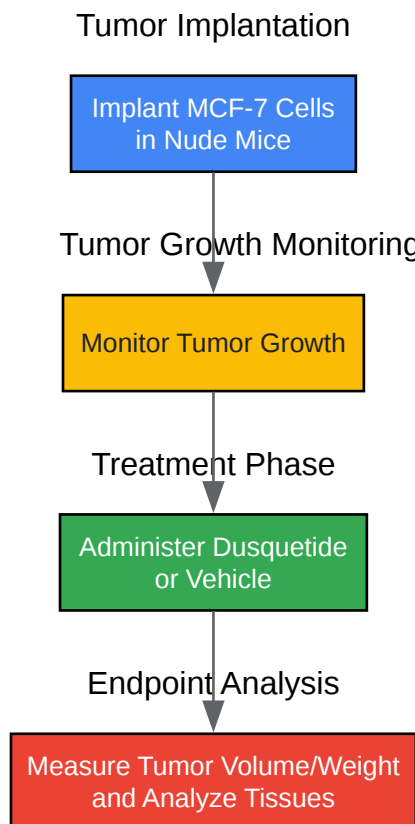 Tumor Implantation
Implant MCF-7 Cells
in Nude Mice
Tumor Growth Monitoring
Monitor Tumor Growth
Treatment Phase
Administer Dusquetide
or Vehicle
Endpoint Analysis
Measure Tumor Volume/Weight
and Analyze Tissues